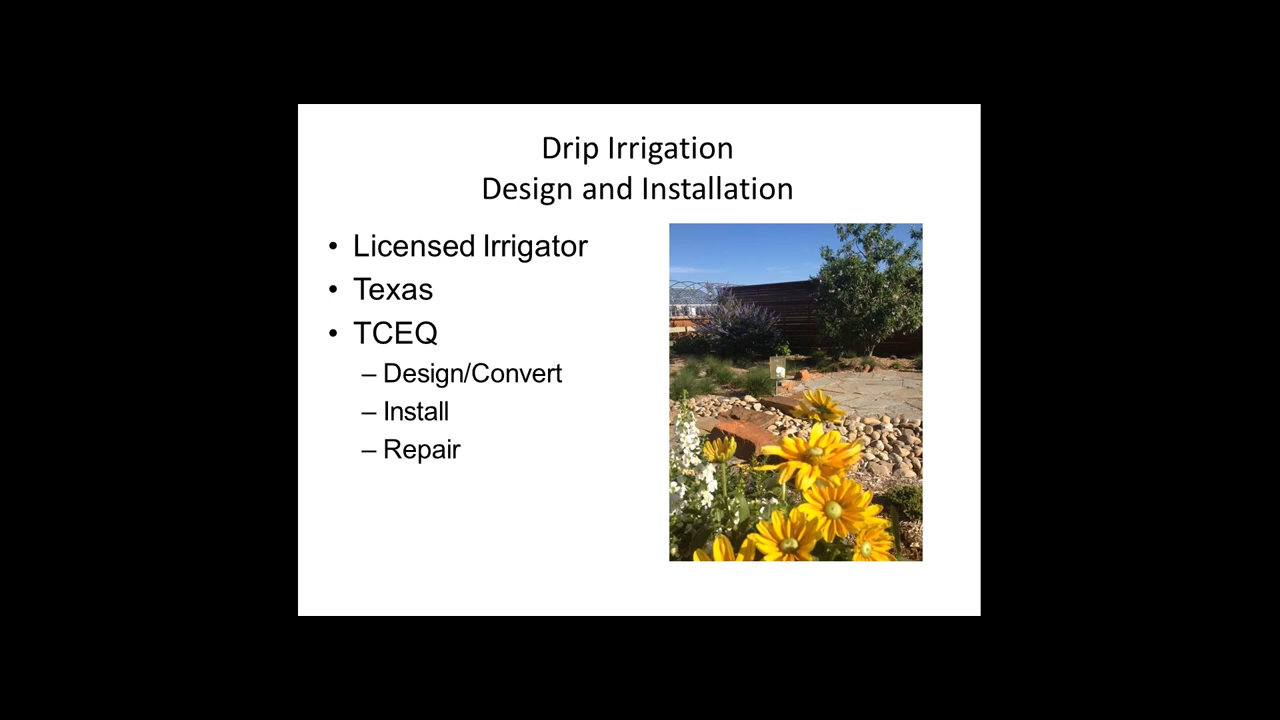 Drip Irrigation
Design and Installation
• Licensed Irrigator
• Texas
• TCEQ
– Design/Convert
– Install
– Repair